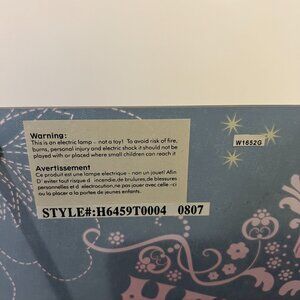 Warning:
This is an electric lamp - not a toy! To avoid risk of fire,
burns, personal injury and electric shock it should not be
played with or placed where small children can reach it
Avertissement
Ce produit est une lampe electrique - non un jouet! Afin
D'eviter tout risque d incendie,de brulures,de blessures
personnelles et d electrocution,ne pas jouer avec celle-ci
ou la placer a portee de jeunes enfants.
STYLE#:H6459T0004 0807
W1652G